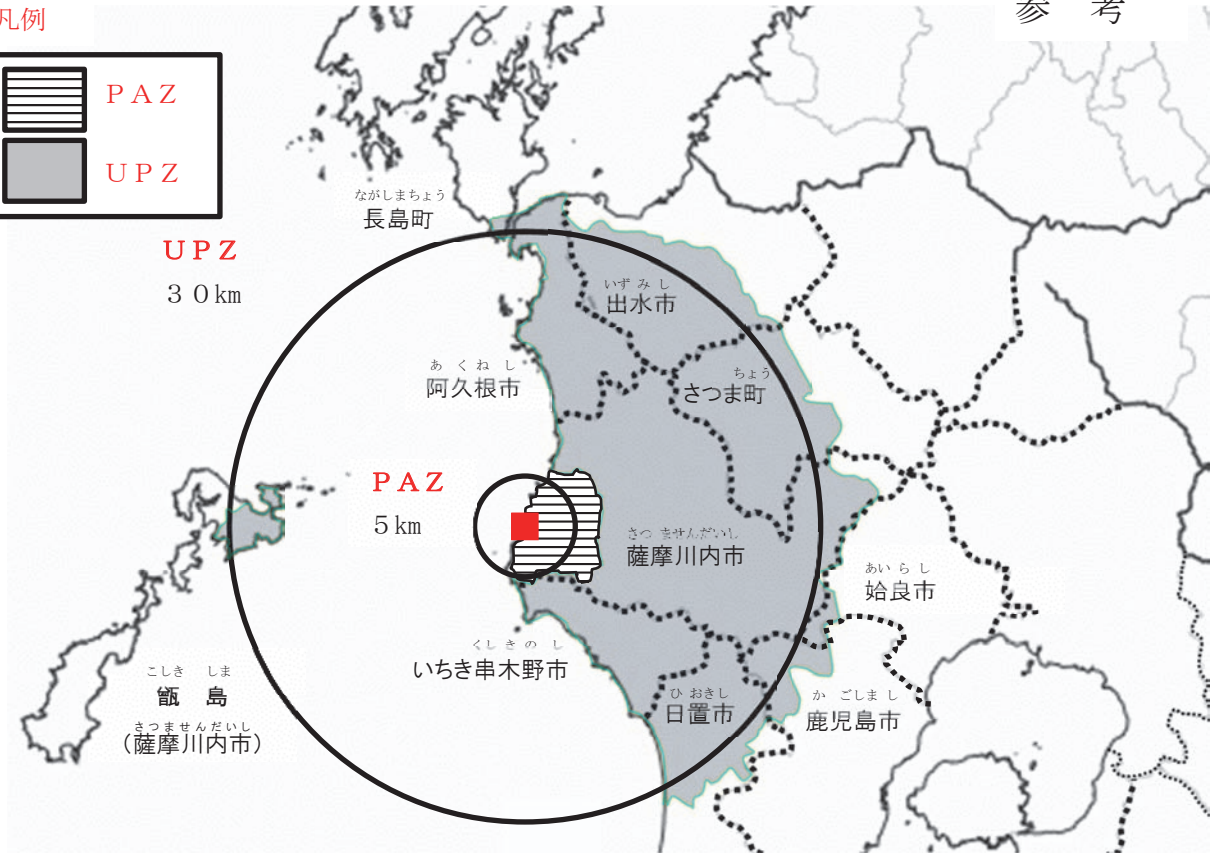 凡例
参 考
PAZ
UPZ
ながしまちょう
長島町
UPZ
30km
いずみし
出水市
あくねし
阿久根市
ちょう
さつま町
PAZ
5km
さつませんだいし
薩摩川内市
あいらし
姶良市
くしきのし
いちき串木野市
こしき しま
甑 島
さつませんだいし
（薩摩川内市）
ひおきし
日置市
かごしまし
鹿児島市